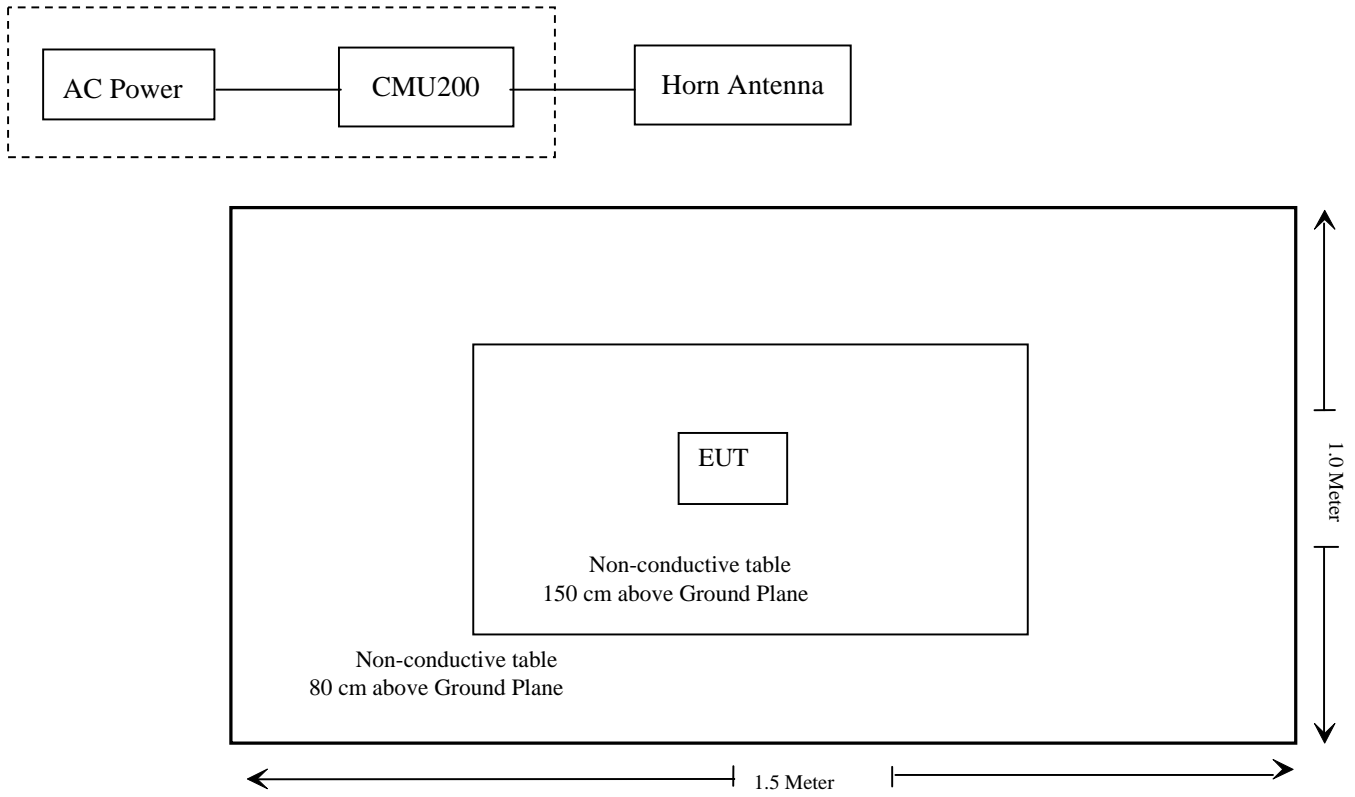 AC Power
CMU200
Horn Antenna
EUT
Non-conductive table
150 cm above Ground Plane
Non-conductive table
80 cm above Ground Plane
1.0 Meter
1.5 Meter